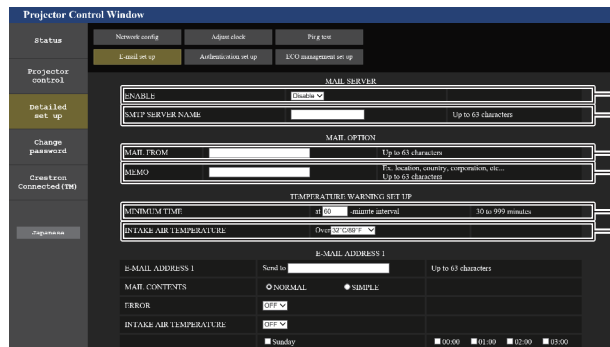 Projector Control Window
Status
Network config
Adjust clock
Ping test
E-mail set up
Authentication set up
ECO management set up
Projector
control
Detailed
set up
Change
password
Crestron
Connected(TM)
Japanese
MAIL SERVER
ENABLE
Disable
SMTP SERVER NAME
Up to 63 characters
MAIL OPTION
MAIL FROM
Up to 63 characters
MEMO
Ex. location, country, corporation, etc...
Up to 63 characters
TEMPERATURE WARNING SET UP
MINIMUM TIME
at 60 -minute interval
30 to 999 minutes
INTAKE AIR TEMPERATURE
Over 32°C/89°F
E-MAIL ADDRESS 1
E-MAIL ADDRESS 1
Send to
Up to 63 characters
MAIL CONTENTS
NORMAL
SIMPLE
ERROR
OFF
INTAKE AIR TEMPERATURE
OFF
Sunday
00:00
01:00
02:00
03:00